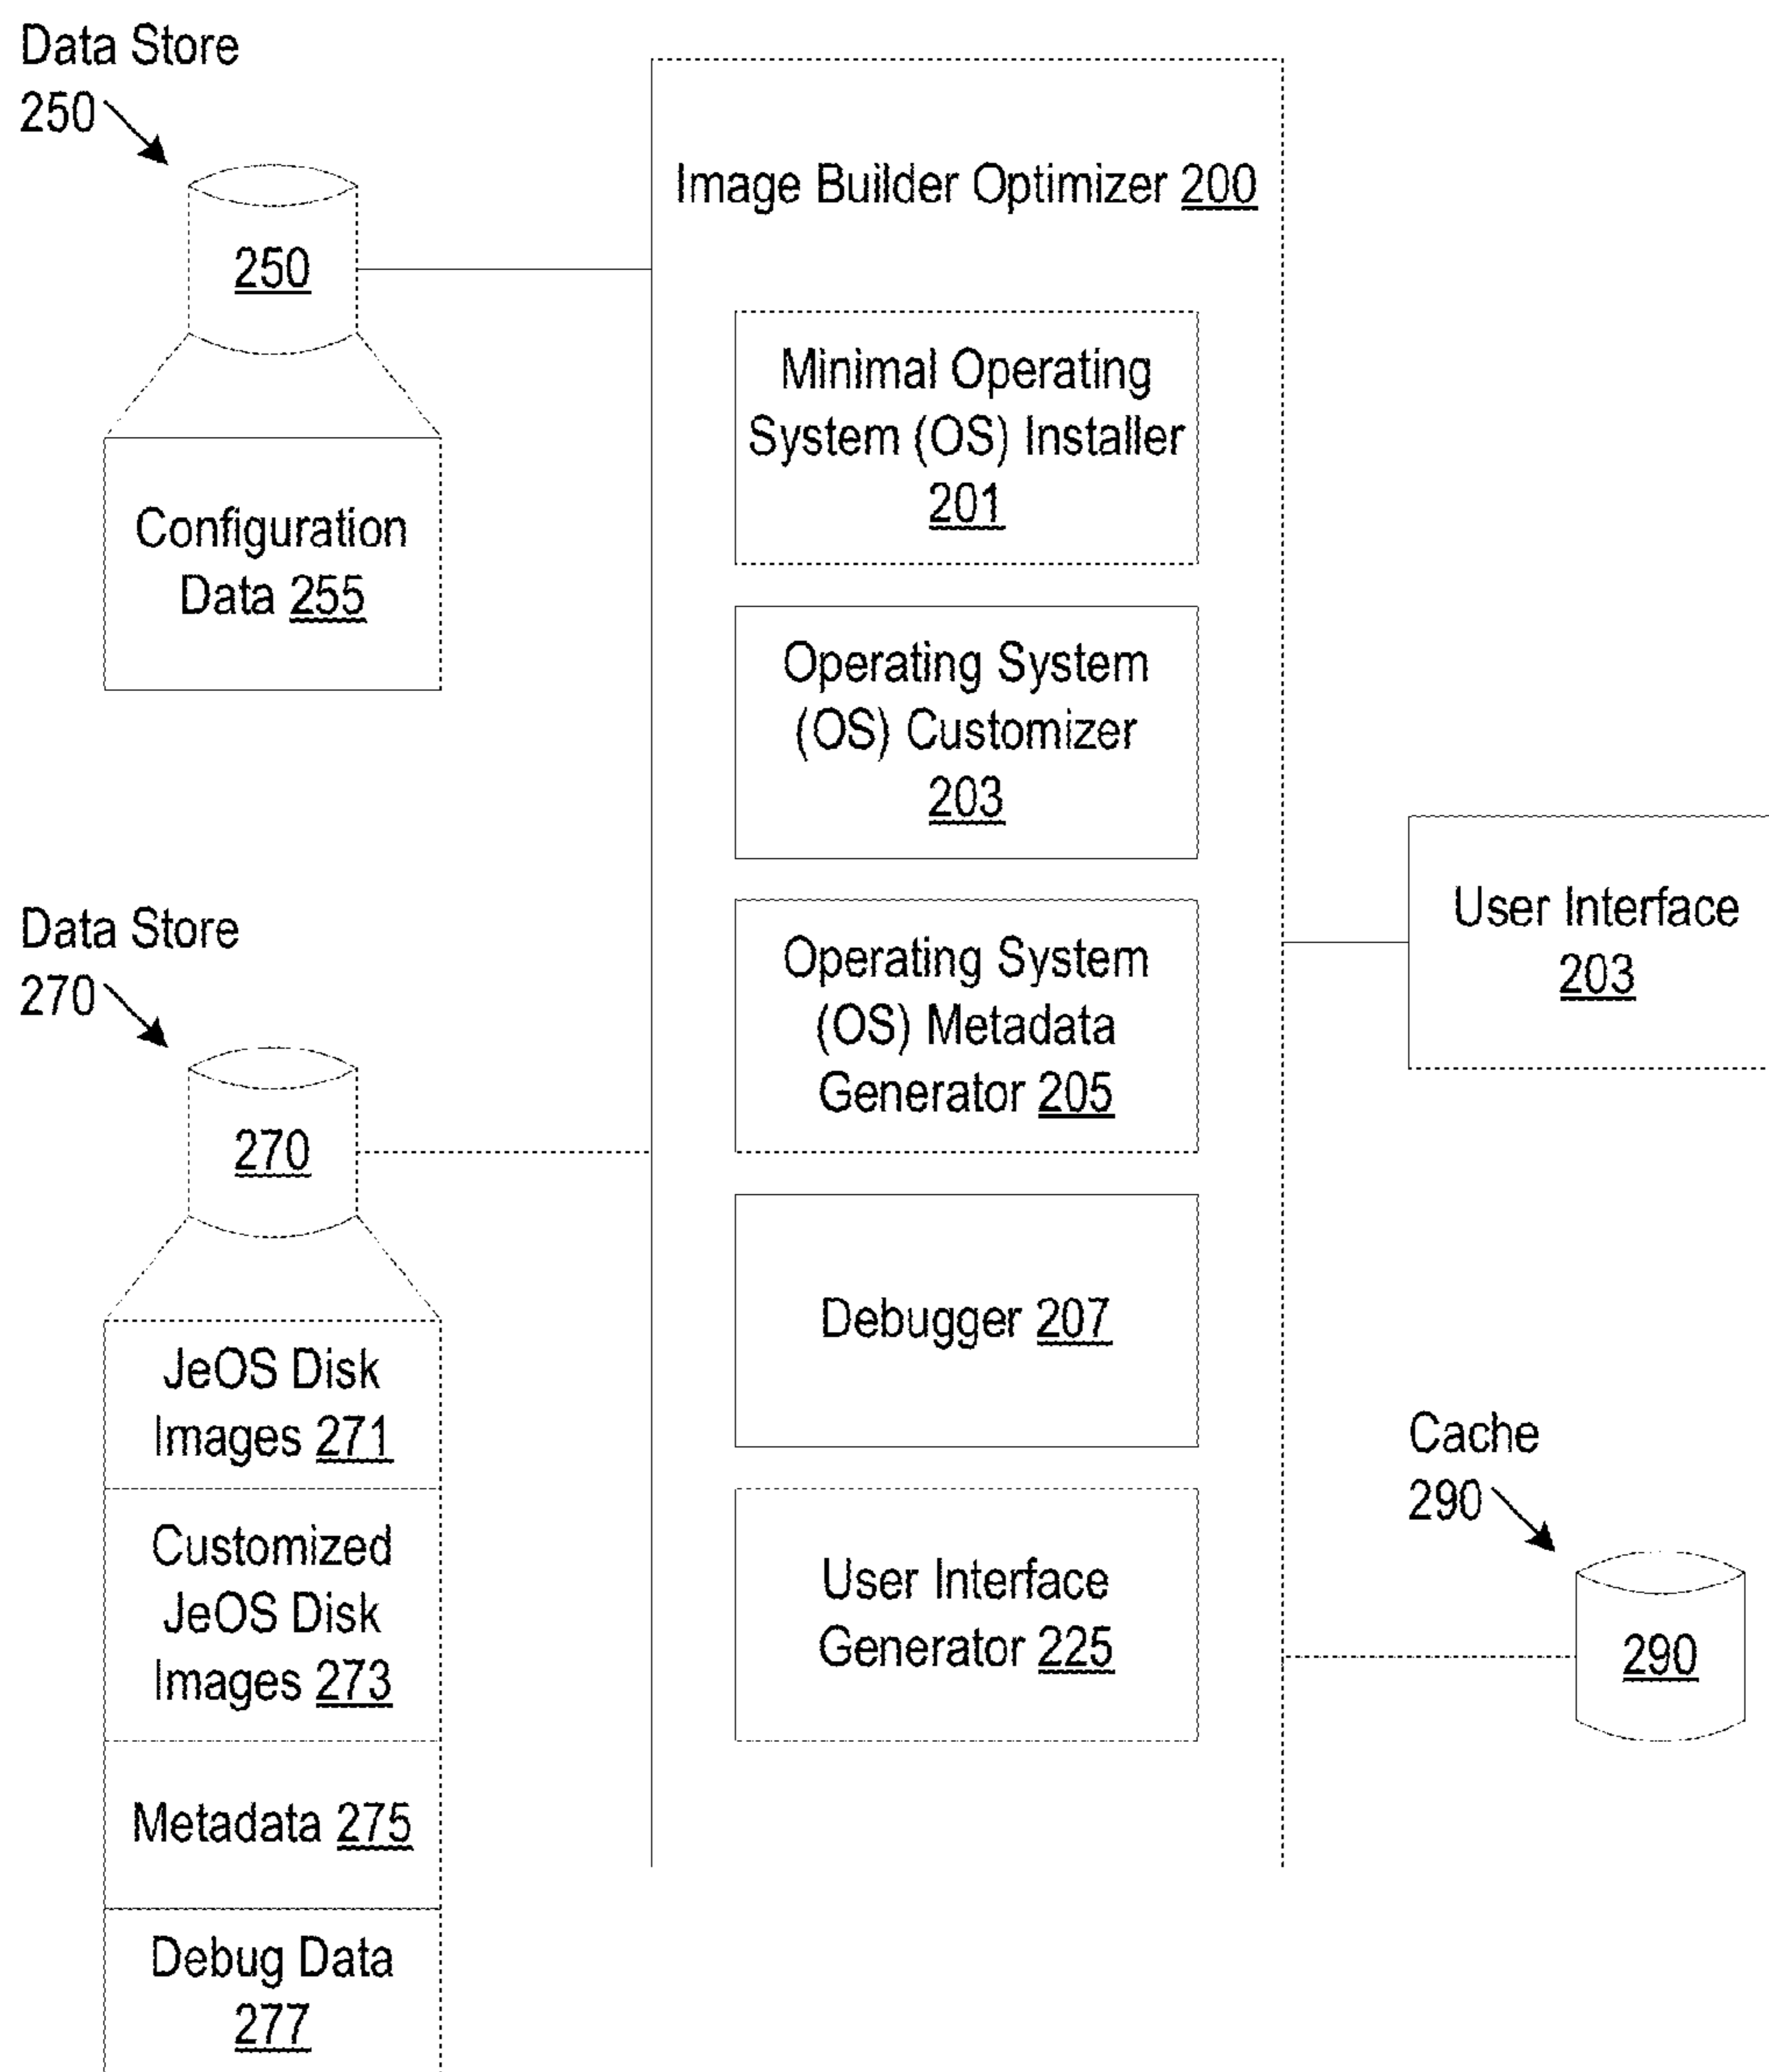 Data Store
250
250
Configuration
Data 255
Data Store
270
270
JeOS Disk
Images 271
Customized
JeOS Disk
Images 273
Metadata 275
Debug Data
277
Image Builder Optimizer 200
Minimal Operating
System (OS) Installer
201
Operating System
(OS) Customizer
203
Operating System
(OS) Metadata
Generator 205
Debugger 207
User Interface
Generator 225
User Interface
203
Cache
290
290